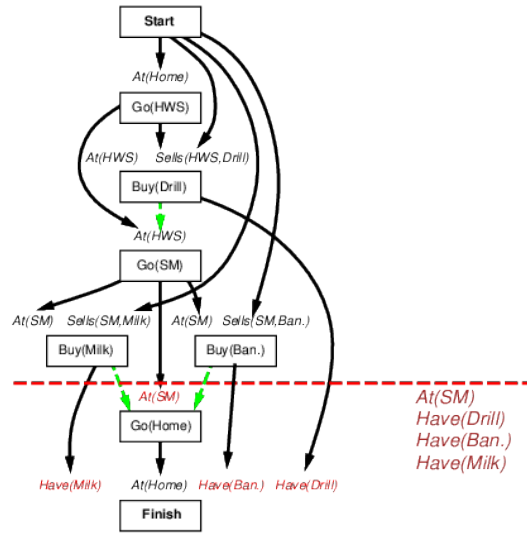 Start
At(Home)
Go(HWS)
At(HWS) Sells(HWS,Drill)
Buy(Drill)
At(HWS)
Go(SM)
At(SM) Sells(SM,Milk) At(SM) Sells(SM,Ban.)
Buy(Milk) Buy(Ban.)
At(SM)
Go(Home)
At(SM)
Have(Drill)
Have(Ban.)
Have(Milk)
Have(Milk) At(Home) Have(Ban.) Have(Drill)
Finish